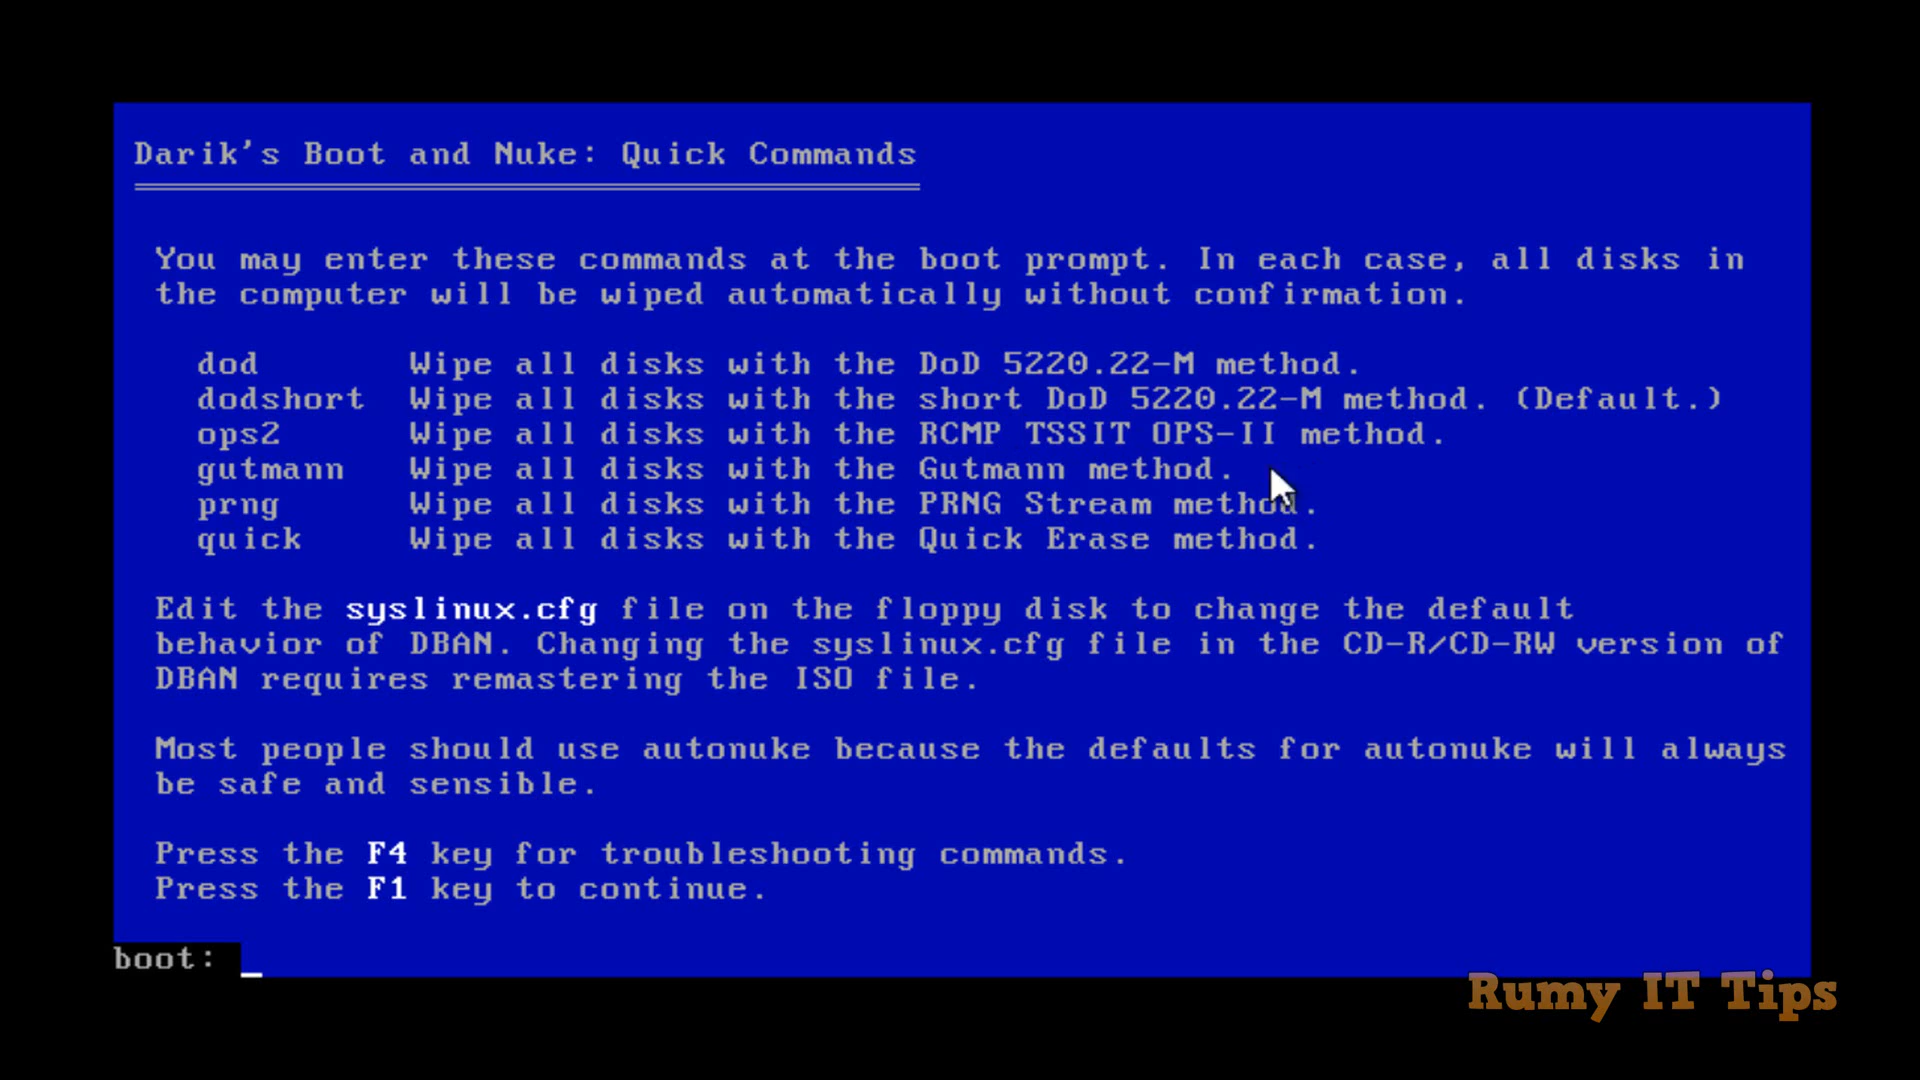 Darik's Boot and Nuke: Quick Commands
You may enter these commands at the boot prompt. In each case, all disks in
the computer will be wiped automatically without confirmation.
dod Wipe all disks with the DoD 5220.22-M method.
dodshort Wipe all disks with the short DoD 5220.22-M method. (Default.)
ops2 Wipe all disks with the RCMP TSSIT OPS-II method.
gutmann Wipe all disks with the Gutmann method.
prng Wipe all disks with the PRNG Stream method.
quick Wipe all disks with the Quick Erase method.
Edit the syslinux.cfg file on the floppy disk to change the default
behavior of DBAN. Changing the syslinux.cfg file in the CD-R/CD-RW version of
DBAN requires remastering the ISO file.
Most people should use autonuke because the defaults for autonuke will always
be safe and sensible.
Press the F4 key for troubleshooting commands.
Press the F1 key to continue.
boot: _
Rumy IT Tips